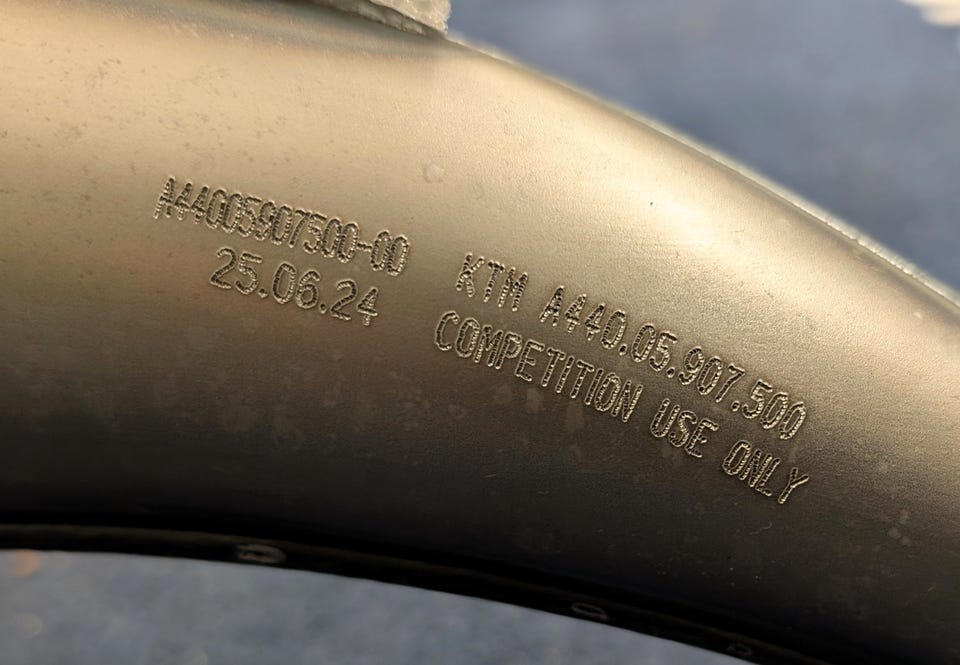 A44005907500-00
25.06.24
KTM A440.05.907.500
COMPETITION USE ONLY